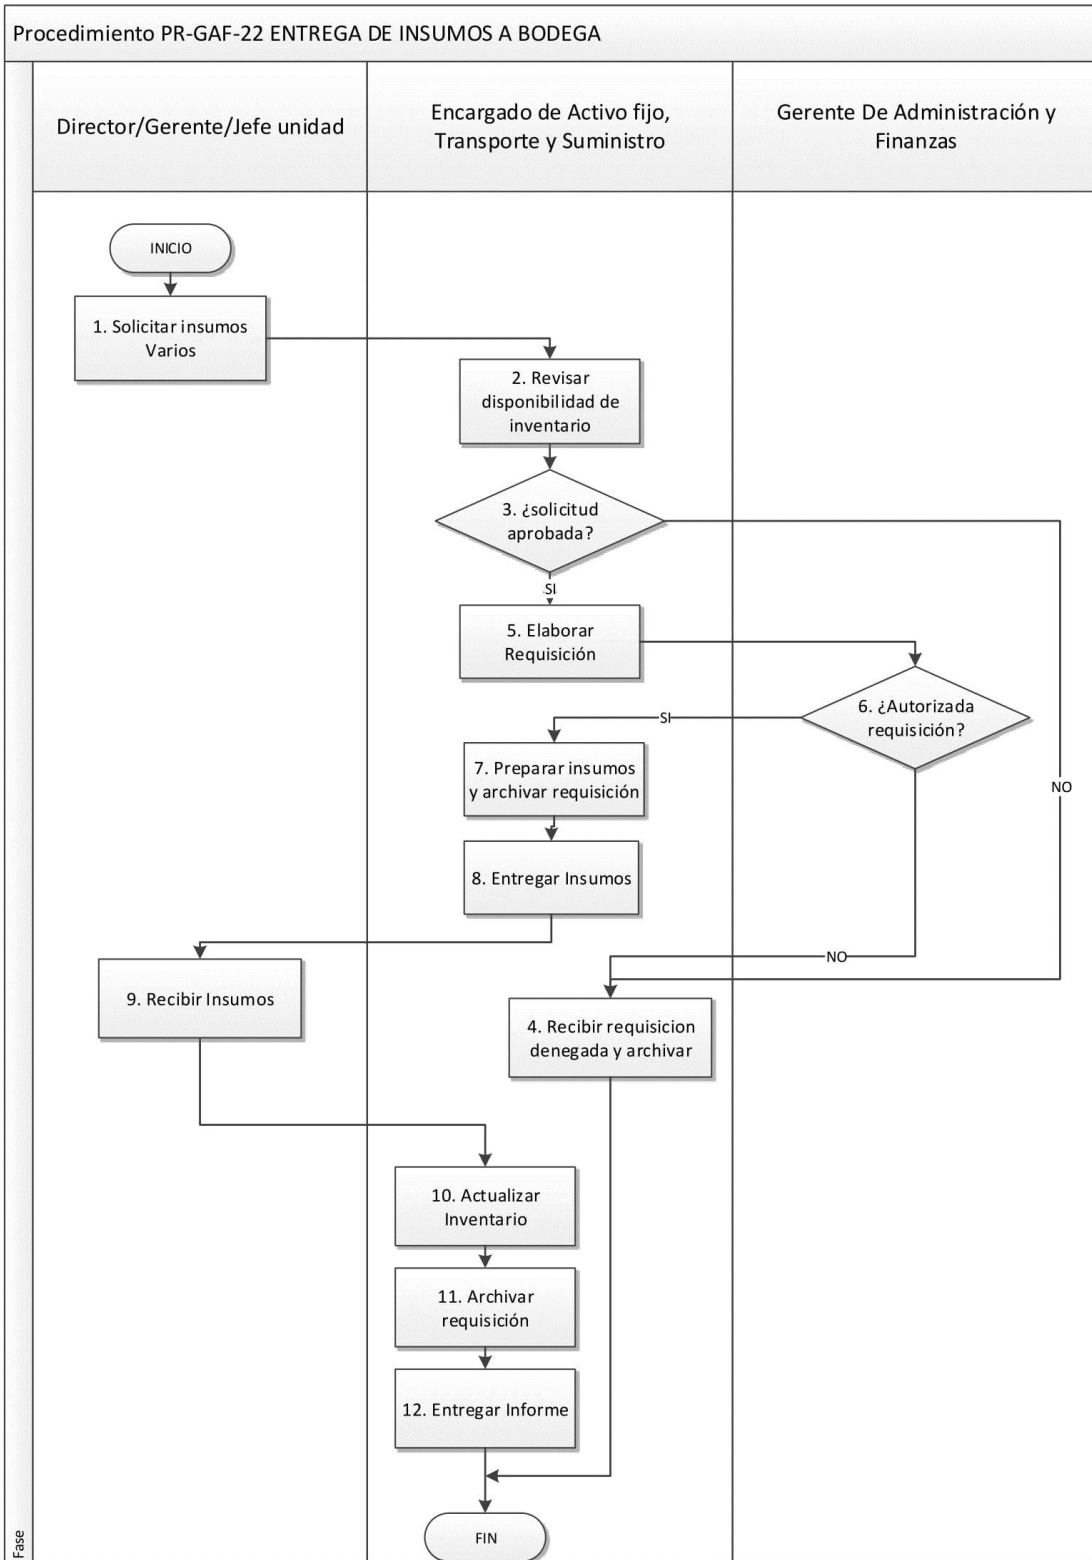 Procedimiento PR-GAF-22 ENTREGA DE INSUMOS A BODEGA
Director/Gerente/Jefe unidad
Encargado de Activo fijo,
Transporte y Suministro
Gerente De Administración y
Finanzas
INICIO
1. Solicitar insumos
Varios
2. Revisar
disponibilidad de
inventario
3. ¿solicitud
aprobada?
SI
5. Elaborar
Requisición
6. ¿Autorizada
requisición?
SI
7. Preparar insumos
y archivar requisición
NO
8. Entregar Insumos
NO
9. Recibir Insumos
4. Recibir requisicion
denegada y archivar
10. Actualizar
Inventario
11. Archivar
requisición
12. Entregar Informe
FIN
Fase